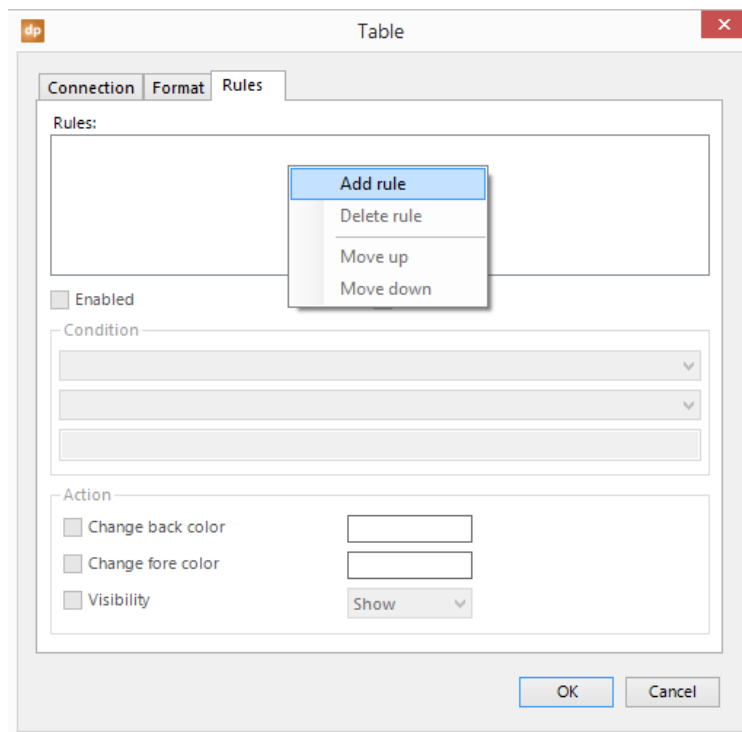 dp
Table
Connection Format Rules
Rules:
Add rule
Delete rule
Move up
Move down
Enabled
Condition
Action
Change back color
Change fore color
Visibility
Show
OK Cancel